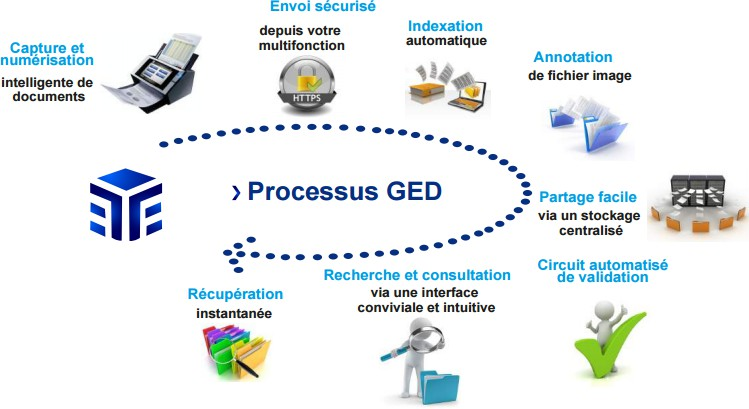 Capture et
numérisation
intelligente de
documents
Envoi sécurisé
depuis votre
multifonction
HTTPS
Indexation
automatique
Annotation
de fichier image
Partage facile
via un stockage
centralisé
Circuit automatisé
de validation
Recherche et consultation
via une interface
conviviale et intuitive
Récupération
instantanée
› Processus GED